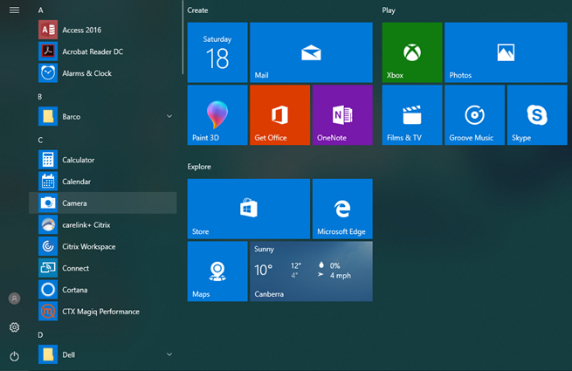 A
Access 2016
Acrobat Reader DC
Alarms & Clock
B
Barco
C
Calculator
Calendar
Camera
carelink+ Citrix
Citrix Workspace
Connect
Cortana
CTX Magiq Performance
D
Dell
Create
Saturday
18
Mail
Paint 3D
Get Office
OneNote
Explore
Store
Microsoft Edge
Maps
Sunny
10° 12° 0%
4° 4 mph
Canberra
Play
Xbox
Photos
Films & TV
Groove Music
Skype